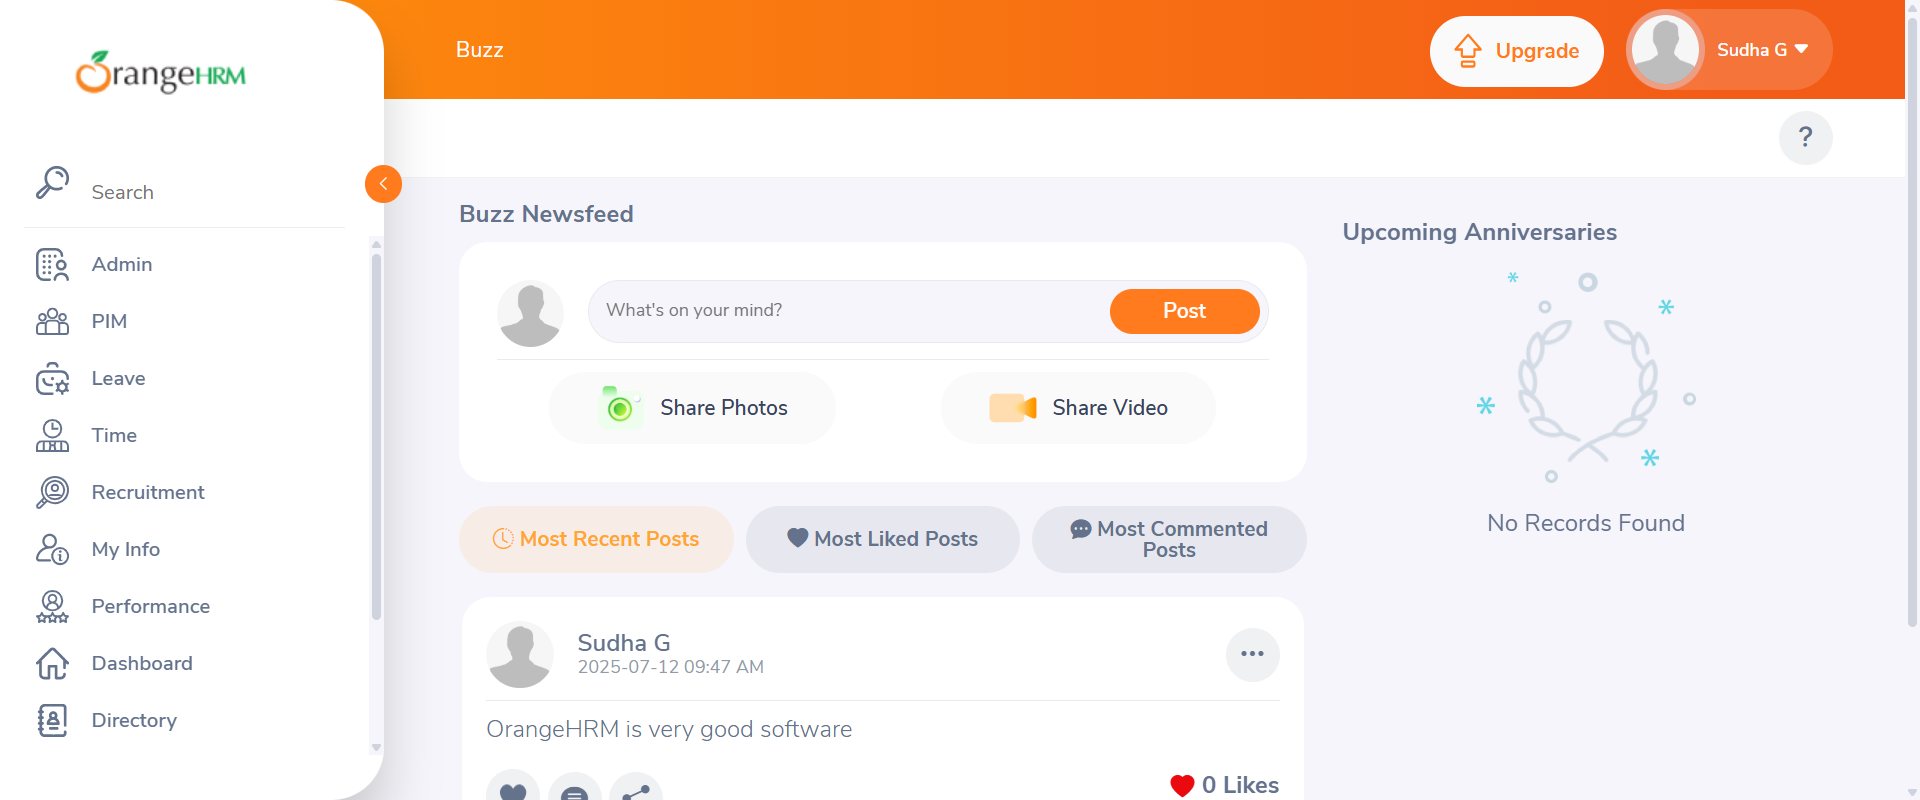 OrangeHRM
Search
Admin
PIM
Leave
Time
Recruitment
My Info
Performance
Dashboard
Directory
Buzz
Upgrade
Sudha G
?
Buzz Newsfeed
What's on your mind?
Post
Share Photos
Share Video
Most Recent Posts
Most Liked Posts
Most Commented
Posts
Sudha G
2025-07-12 09:47 AM
OrangeHRM is very good software
0 Likes
Upcoming Anniversaries
No Records Found